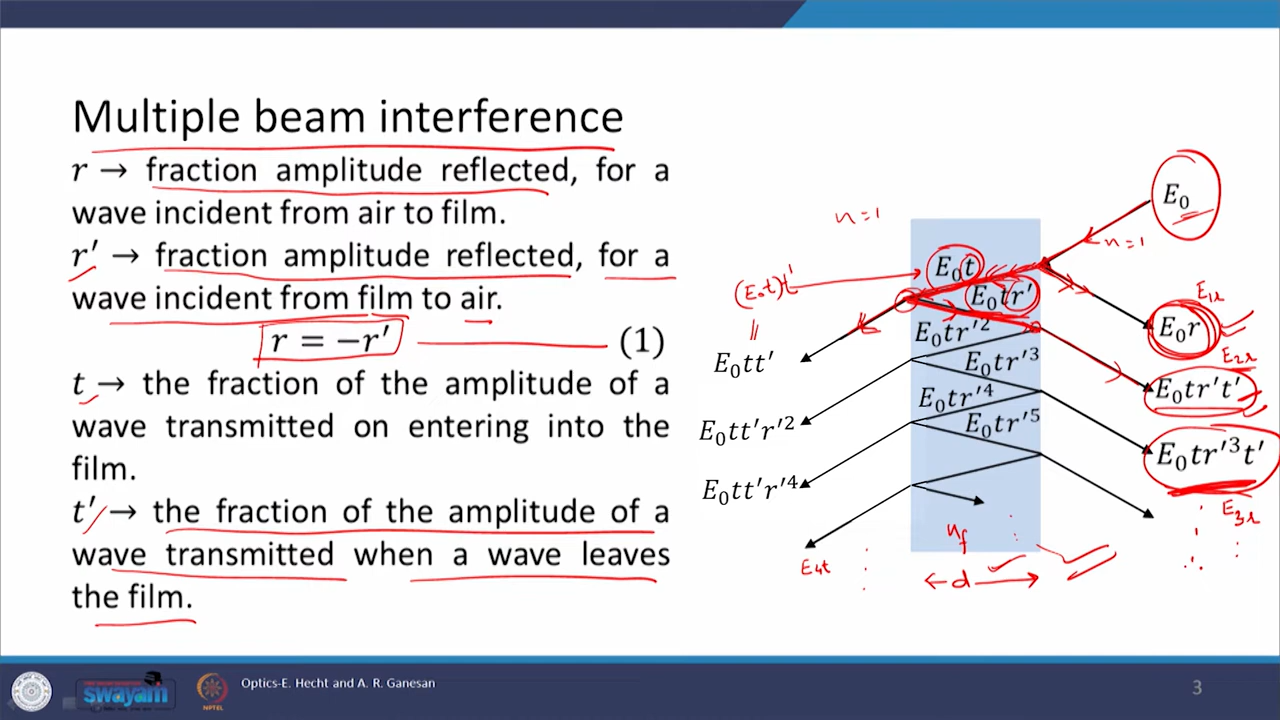 Multiple beam interference
r → fraction amplitude reflected, for a
wave incident from air to film.
r′ → fraction amplitude reflected, for a
wave incident from film to air.
r = −r′ (1)
t → the fraction of the amplitude of a
wave transmitted on entering into the
film.
t′ → the fraction of the amplitude of a
wave transmitted when a wave leaves
the film.
n=1
E₀
n=1
E₀t
(E₀t)t'
E₀tr′
E₁r
E₀r
E₀tr′²
E₂r
||
E₀tt′
E₀tr′³
E₀tr′t′
E₀tr′⁴
E₀tt′r′²
E₀tr′⁵
E₀tr′³t′
E₀tt′r′⁴
E₃r
n_f
E₄t
d
Optics-E. Hecht and A. R. Ganesan
swayam
NPTEL
3